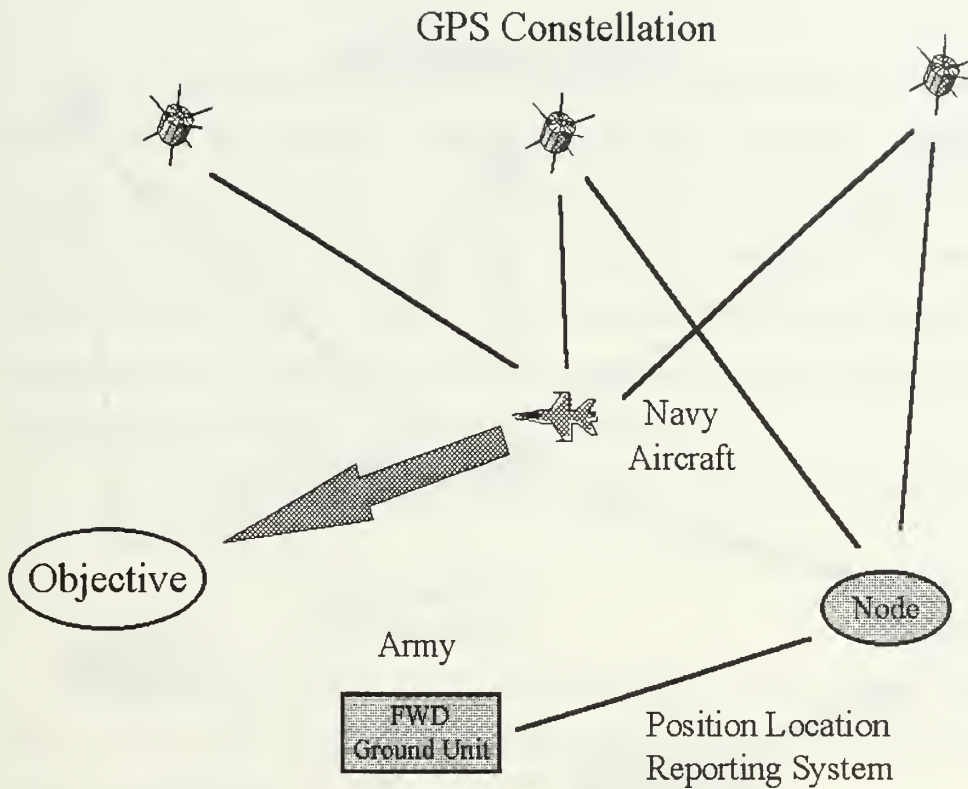 GPS Constellation
Navy
Aircraft
Objective
Node
Army
FWD
Ground Unit
Position Location
Reporting System